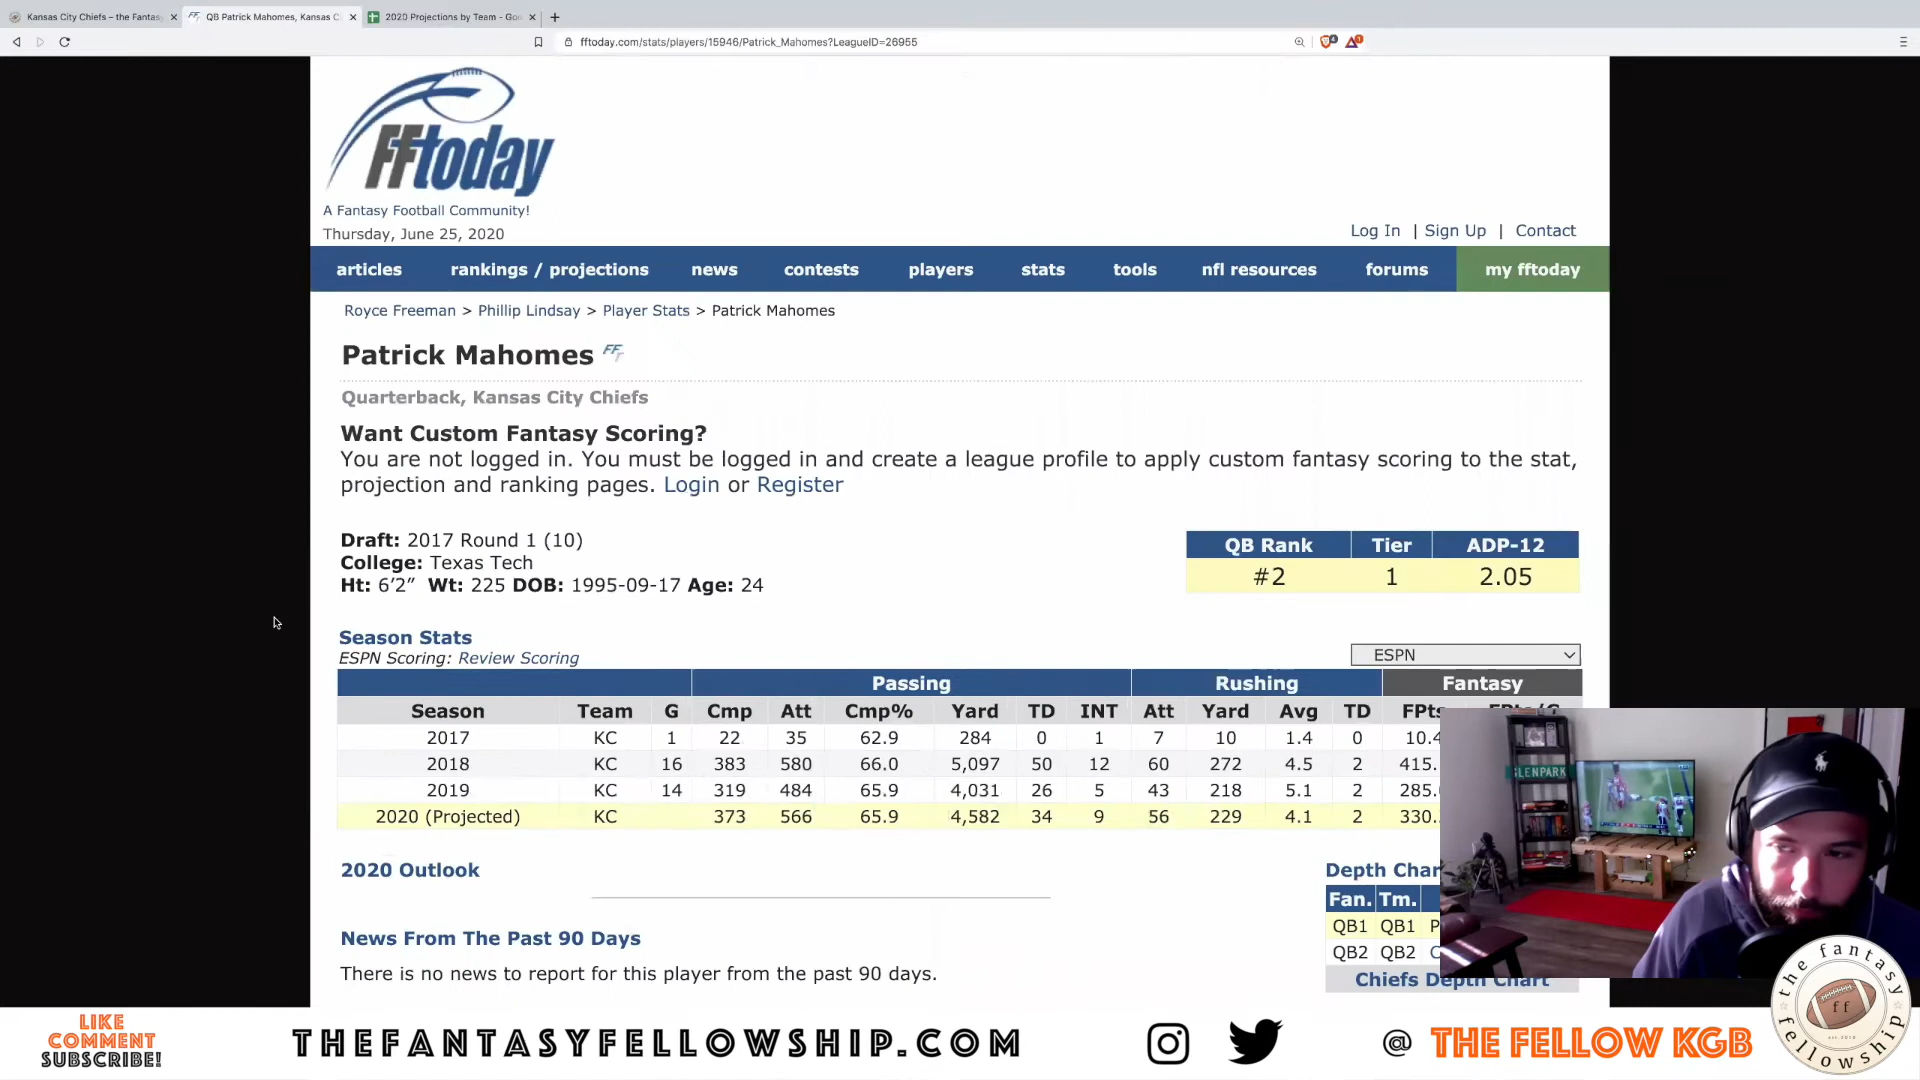 Kansas City Chiefs – the Fantas
QB Patrick Mahomes, Kansas C
2020 Projections by Team - Goo
fftoday.com/stats/players/15946/Patrick_Mahomes?LeagueID=26955
FFtoday
A Fantasy Football Community!
Thursday, June 25, 2020
Log In | Sign Up | Contact
articles rankings / projections news contests players stats tools nfl resources forums my fftoday
Royce Freeman > Phillip Lindsay > Player Stats > Patrick Mahomes
Patrick Mahomes
Quarterback, Kansas City Chiefs
Want Custom Fantasy Scoring?
You are not logged in. You must be logged in and create a league profile to apply custom fantasy scoring to the stat,
projection and ranking pages. Login or Register
Draft: 2017 Round 1 (10)
College: Texas Tech
Ht: 6'2" Wt: 225 DOB: 1995-09-17 Age: 24
QB Rank Tier ADP-12
#2 1 2.05
Season Stats
ESPN Scoring: Review Scoring
ESPN
Passing Rushing Fantasy
Season Team G Cmp Att Cmp% Yard TD INT Att Yard Avg TD FPts FPts/G
2017 KC 1 22 35 62.9 284 0 1 7 10 1.4 0 10.4
2018 KC 16 383 580 66.0 5,097 50 12 60 272 4.5 2 415.
2019 KC 14 319 484 65.9 4,031 26 5 43 218 5.1 2 285.
2020 (Projected) KC 373 566 65.9 4,582 34 9 56 229 4.1 2 330.
2020 Outlook
Depth Char
Fan. Tm.
QB1 QB1 P
QB2 QB2 C
Chiefs Depth Chart
News From The Past 90 Days
There is no news to report for this player from the past 90 days.
GLENPARK
LIKE
COMMENT
SUBSCRIBE!
THEFANTASYFELLOWSHIP.COM
@ THE FELLOW KGB
the fantasy
ff
fellowship